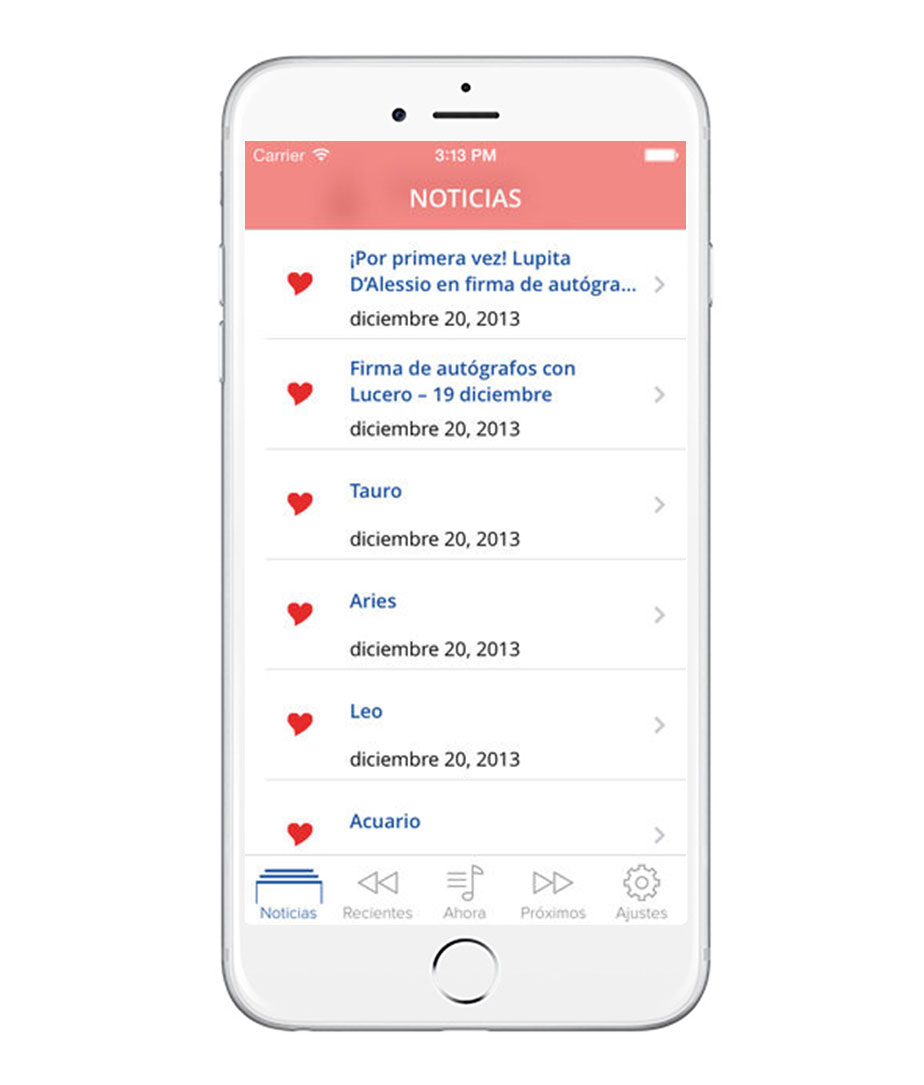 Carrier
3:13 PM
NOTICIAS
¡Por primera vez! Lupita
D’Alessio en firma de autógra...
diciembre 20, 2013
Firma de autógrafos con
Lucero – 19 diciembre
diciembre 20, 2013
Tauro
diciembre 20, 2013
Aries
diciembre 20, 2013
Leo
diciembre 20, 2013
Acuario
Noticias
Recientes
Ahora
Próximos
Ajustes